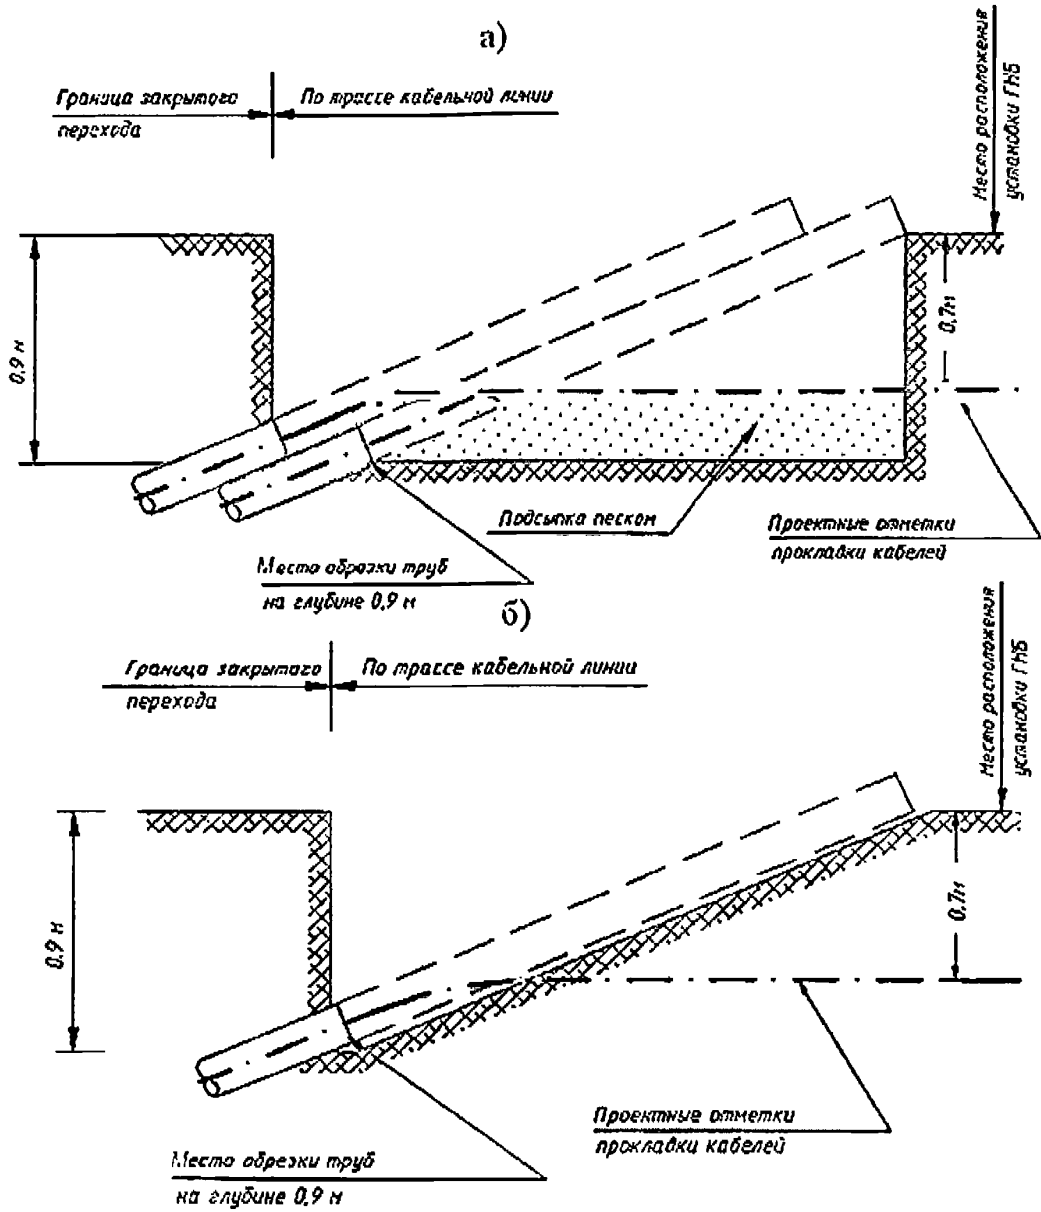 а)
Граница закрытого
перехода
По трассе кабельной линии
Место расположения
установки ГНБ
0,9 м
0,7м
Подсыпка песком
Проектные отметки
прокладки кабелей
Место обрезки труб
на глубине 0,9 м
б)
Граница закрытого
перехода
По трассе кабельной линии
Место расположения
установки ГНБ
0,9 м
0,7м
Проектные отметки
прокладки кабелей
Место обрезки труб
на глубине 0,9 м